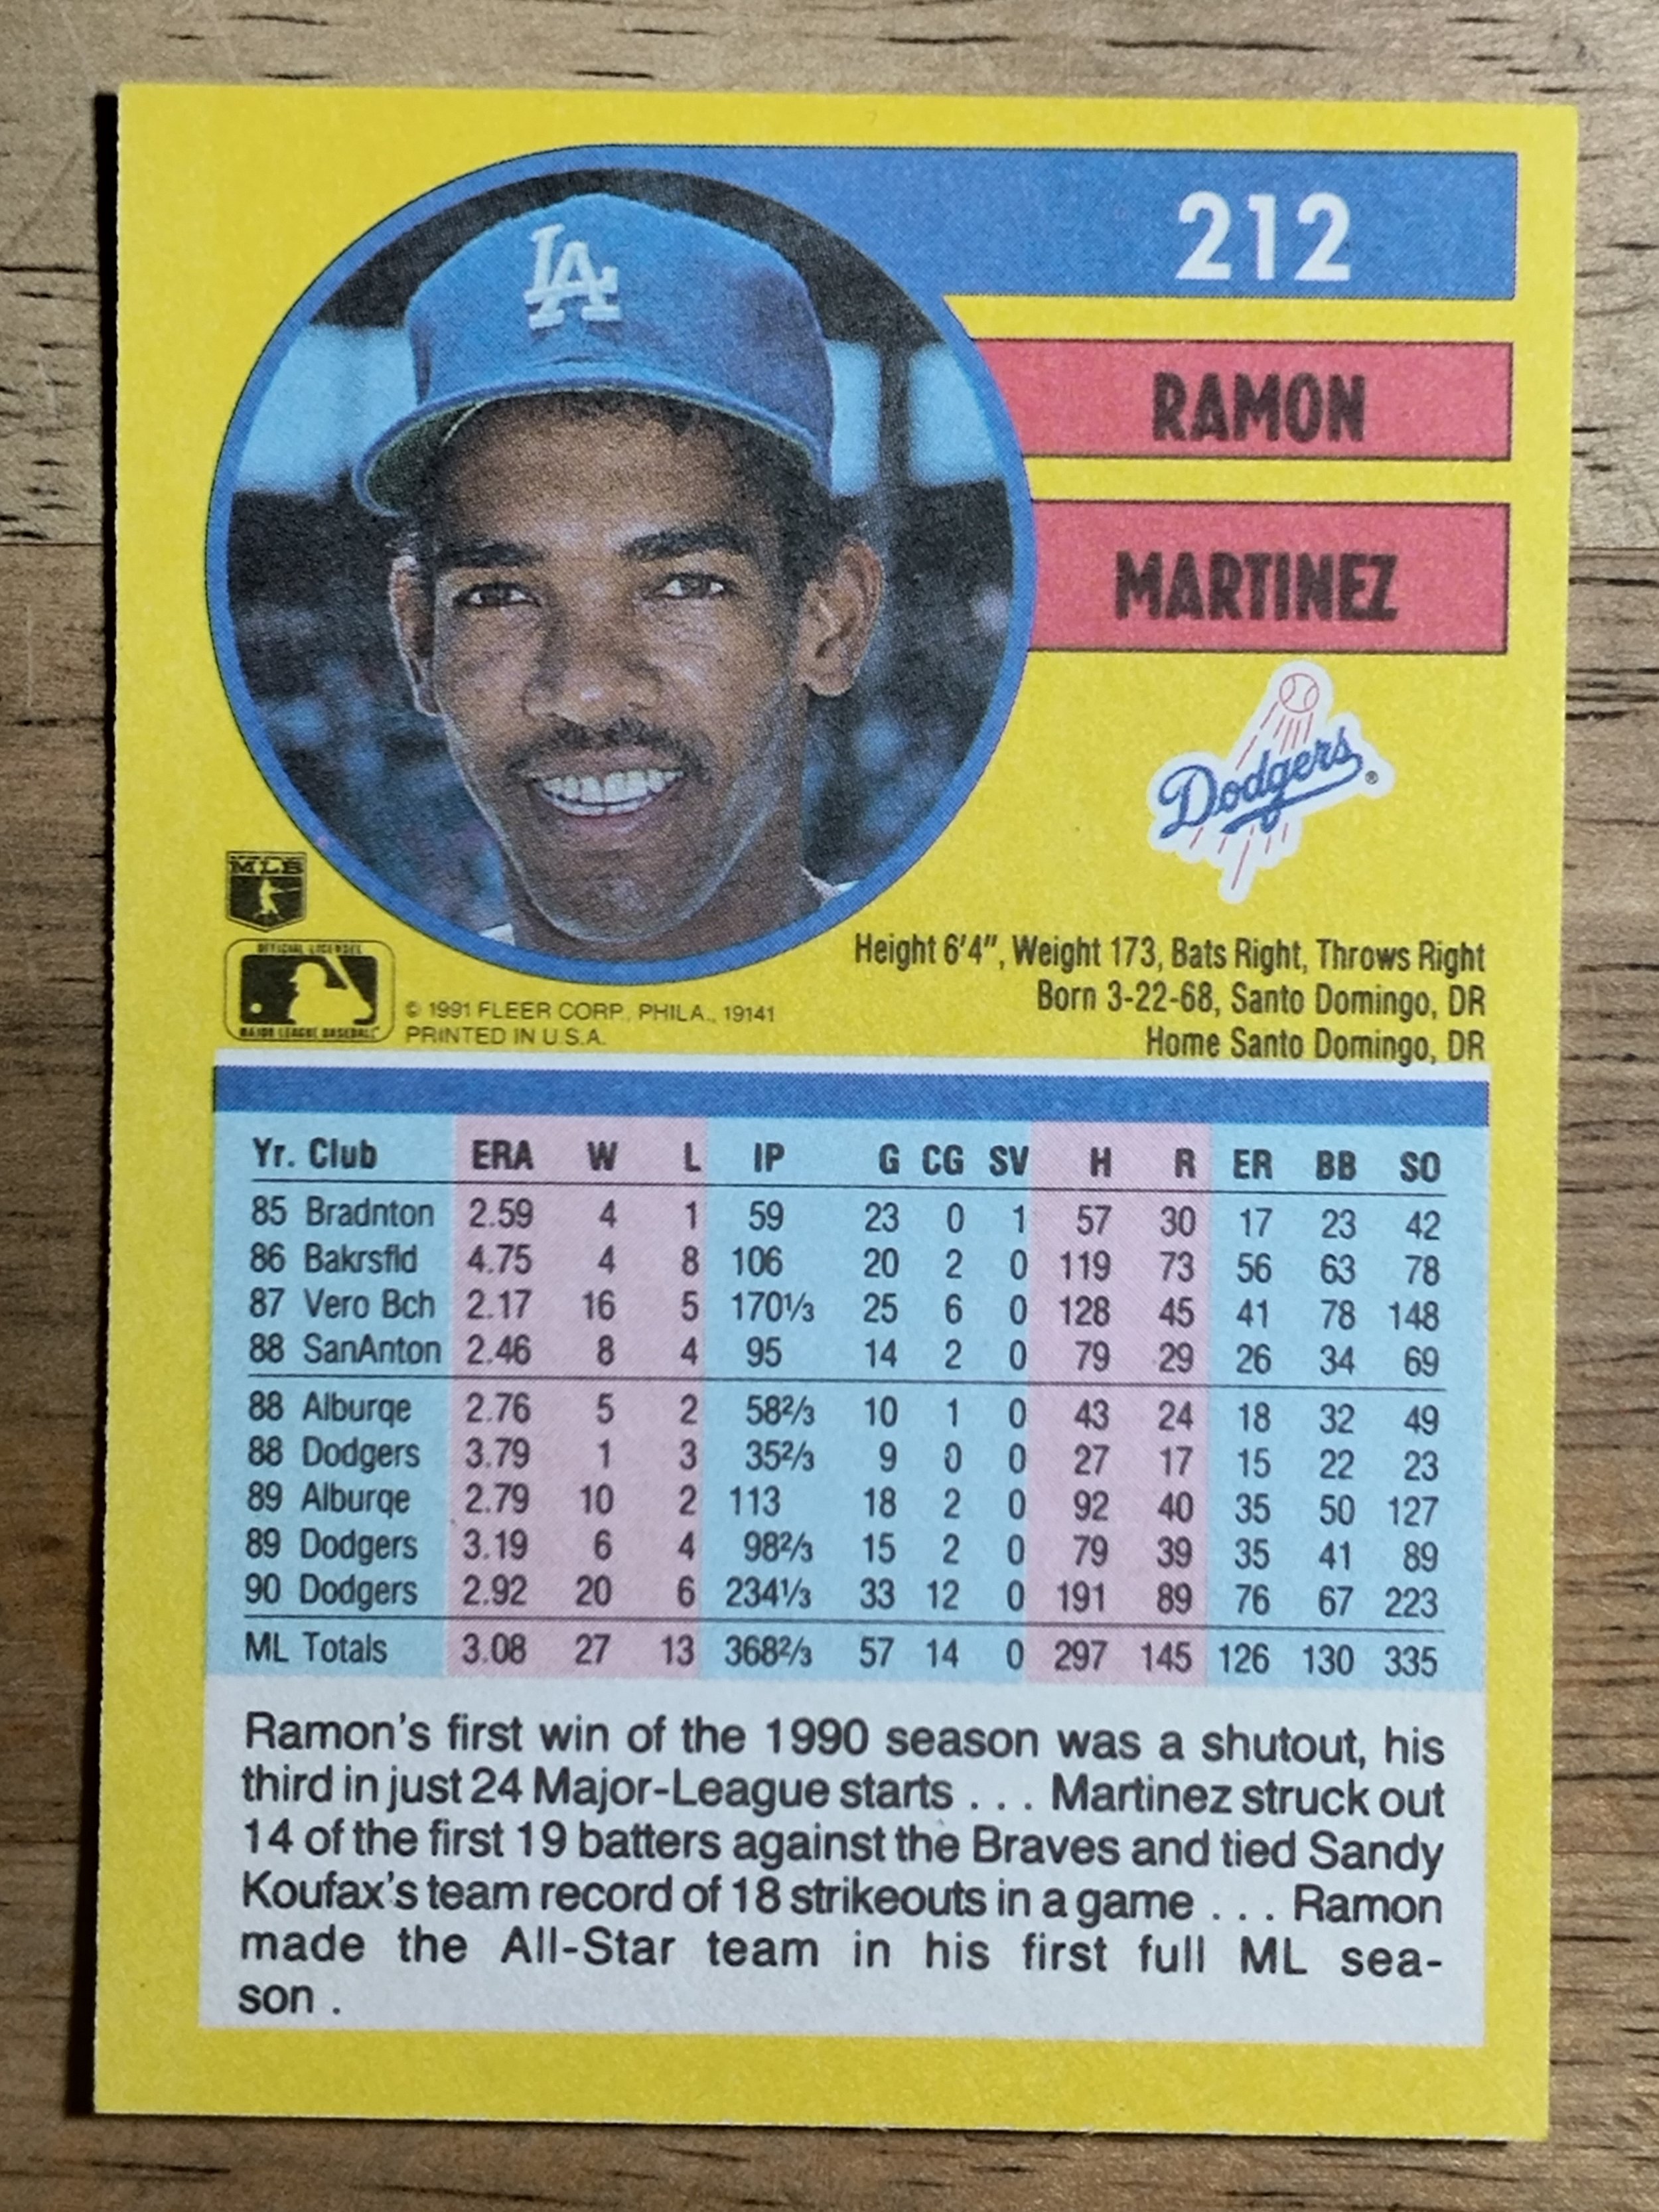 212
RAMON
MARTINEZ
LA
Dodgers®
MLB
OFFICIAL LICENSEE
MAJOR LEAGUE BASEBALL
© 1991 FLEER CORP., PHILA., 19141
PRINTED IN U.S.A.
Height 6'4", Weight 173, Bats Right, Throws Right
Born 3-22-68, Santo Domingo, DR
Home Santo Domingo, DR
Yr. Club ERA W L IP G CG SV H R ER BB SO
85 Bradnton 2.59 4 1 59 23 0 1 57 30 17 23 42
86 Bakrsfld 4.75 4 8 106 20 2 0 119 73 56 63 78
87 Vero Bch 2.17 16 5 170⅓ 25 6 0 128 45 41 78 148
88 SanAnton 2.46 8 4 95 14 2 0 79 29 26 34 69
88 Alburqe 2.76 5 2 58⅔ 10 1 0 43 24 18 32 49
88 Dodgers 3.79 1 3 35⅔ 9 0 0 27 17 15 22 23
89 Alburqe 2.79 10 2 113 18 2 0 92 40 35 50 127
89 Dodgers 3.19 6 4 98⅔ 15 2 0 79 39 35 41 89
90 Dodgers 2.92 20 6 234⅓ 33 12 0 191 89 76 67 223
ML Totals 3.08 27 13 368⅔ 57 14 0 297 145 126 130 335
Ramon's first win of the 1990 season was a shutout, his
third in just 24 Major-League starts . . . Martinez struck out
14 of the first 19 batters against the Braves and tied Sandy
Koufax's team record of 18 strikeouts in a game . . . Ramon
made the All-Star team in his first full ML sea-
son .